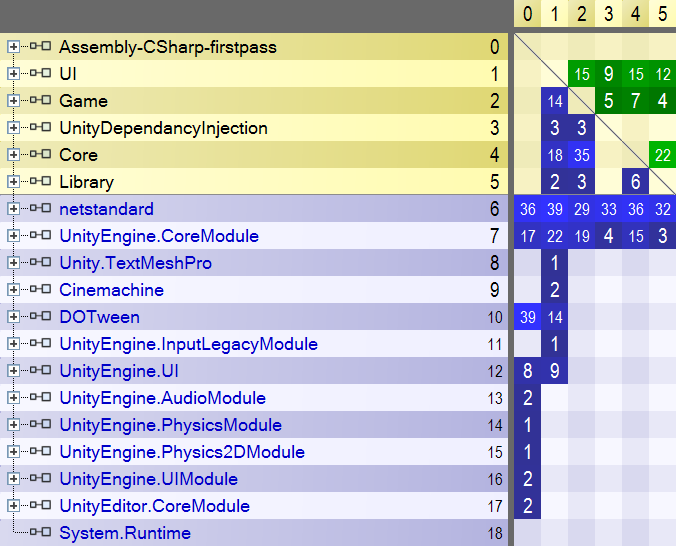 0 1 2 3 4 5
Assembly-CSharp-firstpass 0
UI 1 15 9 15 12
Game 2 14 5 7 4
UnityDependancyInjection 3 3 3
Core 4 18 35 22
Library 5 2 3 6
netstandard 6 36 39 29 33 36 32
UnityEngine.CoreModule 7 17 22 19 4 15 3
Unity.TextMeshPro 8 1
Cinemachine 9 2
DOTween 10 39 14
UnityEngine.InputLegacyModule 11 1
UnityEngine.UI 12 8 9
UnityEngine.AudioModule 13 2
UnityEngine.PhysicsModule 14 1
UnityEngine.Physics2DModule 15 1
UnityEngine.UIModule 16 2
UnityEditor.CoreModule 17 2
System.Runtime 18